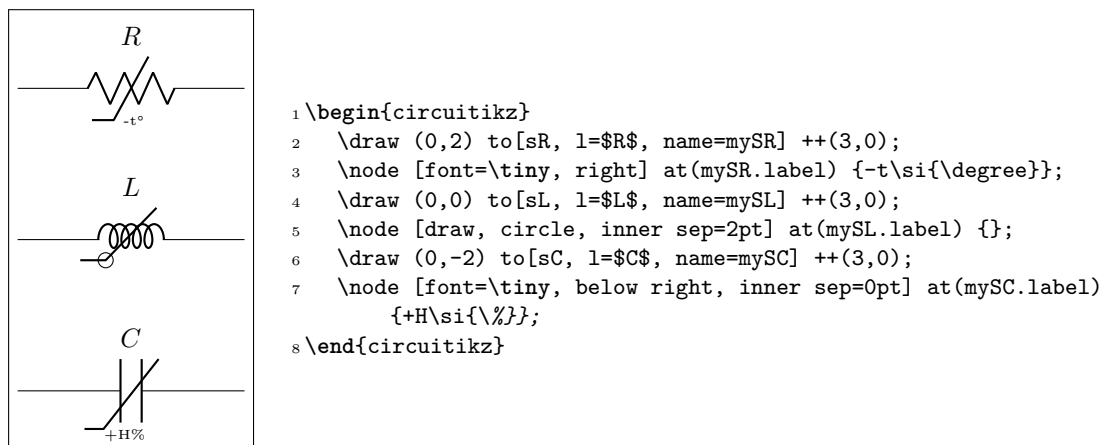 R
-t°
L
C
+H%
1 \begin{circuitikz}
2 \draw (0,2) to[sR, l=$R$, name=mySR] ++(3,0);
3 \node [font=\tiny, right] at(mySR.label) {-t\si{\degree}};
4 \draw (0,0) to[sL, l=$L$, name=mySL] ++(3,0);
5 \node [draw, circle, inner sep=2pt] at(mySL.label) {};
6 \draw (0,-2) to[sC, l=$C$, name=mySC] ++(3,0);
7 \node [font=\tiny, below right, inner sep=0pt] at(mySC.label)
{+H\si{\%}};
8 \end{circuitikz}